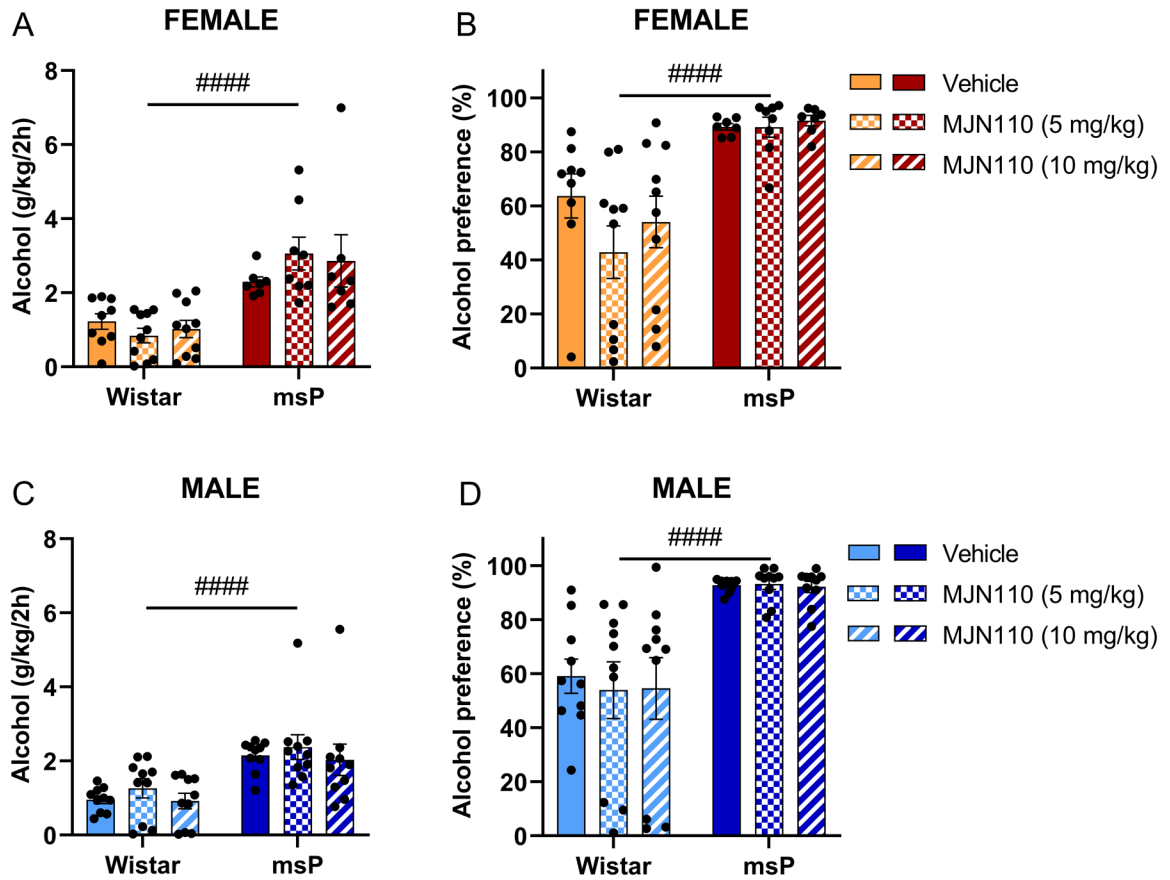 A
FEMALE
Alcohol (g/kg/2h)
8
6
4
2
0
####
Wistar
msP
B
FEMALE
Alcohol preference (%)
100
80
60
40
20
0
####
Wistar
msP
Vehicle
MJN110 (5 mg/kg)
MJN110 (10 mg/kg)
C
MALE
Alcohol (g/kg/2h)
8
6
4
2
0
####
Wistar
msP
D
MALE
Alcohol preference (%)
100
80
60
40
20
0
####
Wistar
msP
Vehicle
MJN110 (5 mg/kg)
MJN110 (10 mg/kg)